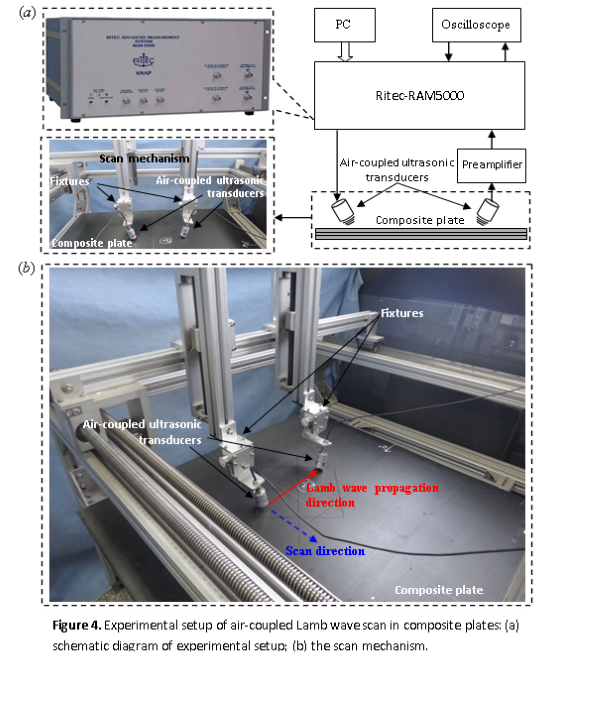 (a)
RITEC ADVANCED MEASUREMENT
SYSTEM
RAM-5000
RITEC
SNAP
PC
Oscilloscope
Ritec-RAM5000
Scan mechanism
Fixtures
Air-coupled ultrasonic
transducers
Composite plate
Air-coupled ultrasonic
transducers
Preamplifier
Composite plate
(b)
Fixtures
Air-coupled ultrasonic
transducers
Lamb wave propagation
direction
Scan direction
Composite plate
Figure 4. Experimental setup of air-coupled Lamb wave scan in composite plates: (a)
schematic diagram of experimental setup; (b) the scan mechanism.